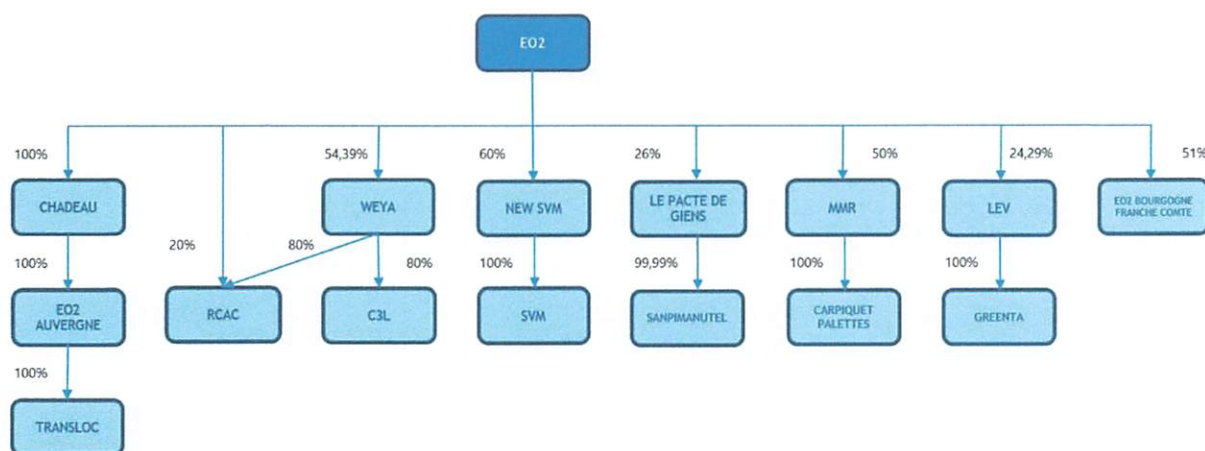 EO2
100%
54,39%
60%
26%
50%
24,29%
51%
CHADEAU
WEYA
NEW SVM
LE PACTE DE
GIENS
MMR
LEV
EO2 BOURGOGNE
FRANCHE COMTE
100%
20%
80%
80%
100%
99,99%
100%
100%
EO2
AUVERGNE
RCAC
C3L
SVM
SANPIMANUTEL
CARPIQUET
PALETTES
GREENTA
100%
TRANSLOC